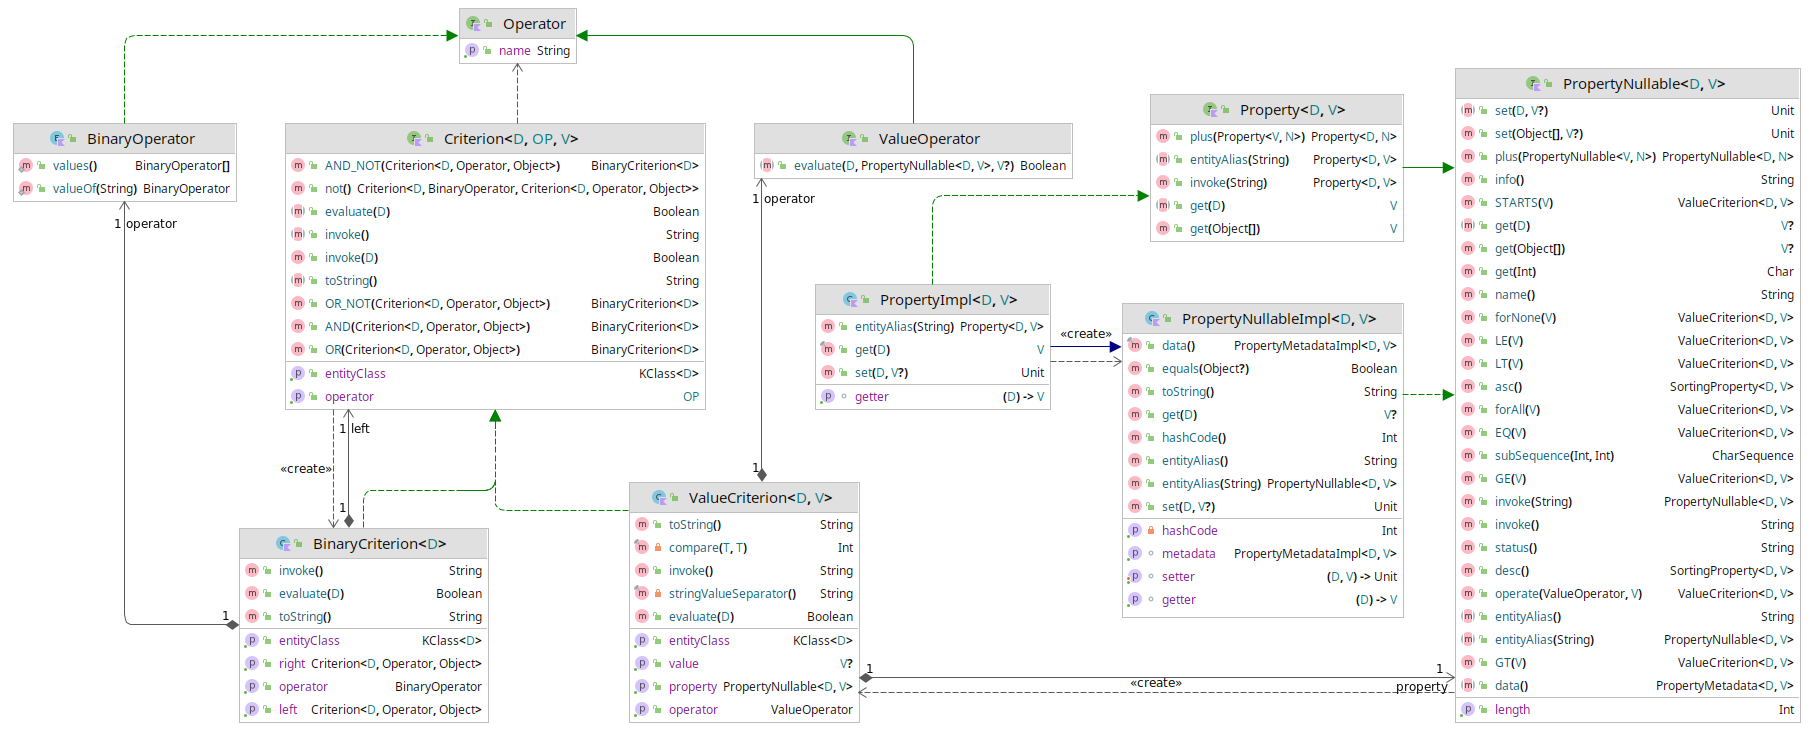 Operator
name String
BinaryOperator
values() BinaryOperator[]
valueOf(String) BinaryOperator
Criterion<D, OP, V>
AND_NOT(Criterion<D, Operator, Object>) BinaryCriterion<D>
not() Criterion<D, BinaryOperator, Criterion<D, Operator, Object>>
evaluate(D) Boolean
invoke() String
invoke(D) Boolean
toString() String
OR_NOT(Criterion<D, Operator, Object>) BinaryCriterion<D>
AND(Criterion<D, Operator, Object>) BinaryCriterion<D>
OR(Criterion<D, Operator, Object>) BinaryCriterion<D>
entityClass KClass<D>
operator OP
ValueOperator
evaluate(D, PropertyNullable<D, V>, V?) Boolean
Property<D, V>
plus(Property<V, N>) Property<D, N>
entityAlias(String) Property<D, V>
invoke(String) Property<D, V>
get(D) V
get(Object[]) V
PropertyNullable<D, V>
set(D, V?) Unit
set(Object[], V?) Unit
plus(PropertyNullable<V, N>) PropertyNullable<D, N>
info() String
STARTS(V) ValueCriterion<D, V>
get(D) V?
get(Object[]) V?
get(Int) Char
name() String
forNone(V) ValueCriterion<D, V>
LE(V) ValueCriterion<D, V>
LT(V) ValueCriterion<D, V>
asc() SortingProperty<D, V>
forAll(V) ValueCriterion<D, V>
EQ(V) ValueCriterion<D, V>
subSequence(Int, Int) CharSequence
GE(V) ValueCriterion<D, V>
invoke(String) PropertyNullable<D, V>
invoke() String
status() String
desc() SortingProperty<D, V>
operate(ValueOperator, V) ValueCriterion<D, V>
entityAlias() String
entityAlias(String) PropertyNullable<D, V>
GT(V) ValueCriterion<D, V>
data() PropertyMetadata<D, V>
length Int
1 operator
1 operator
PropertyImpl<D, V>
entityAlias(String) Property<D, V>
get(D) V
set(D, V?) Unit
getter (D) -> V
«create»
PropertyNullableImpl<D, V>
data() PropertyMetadataImpl<D, V>
equals(Object?) Boolean
toString() String
get(D) V?
hashCode() Int
entityAlias() String
entityAlias(String) PropertyNullable<D, V>
set(D, V?) Unit
hashCode Int
metadata PropertyMetadataImpl<D, V>
setter (D, V) -> Unit
getter (D) -> V
1 left
«create»
1
1
BinaryCriterion<D>
invoke() String
evaluate(D) Boolean
toString() String
entityClass KClass<D>
right Criterion<D, Operator, Object>
operator BinaryOperator
left Criterion<D, Operator, Object>
1
ValueCriterion<D, V>
toString() String
compare(T, T) Int
invoke() String
stringValueSeparator() String
evaluate(D) Boolean
entityClass KClass<D>
value V?
property PropertyNullable<D, V>
operator ValueOperator
1
1
«create»
property